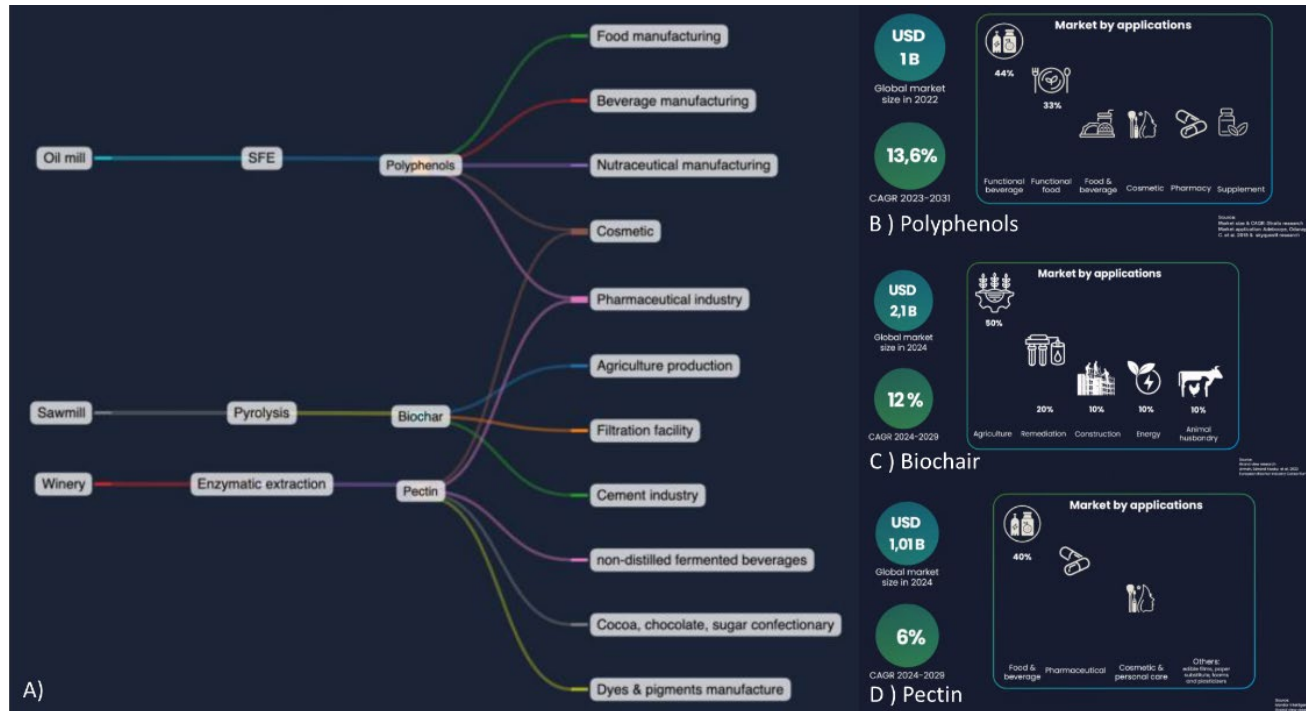 Food manufacturing
Beverage manufacturing
Oil mill
SFE
Polyphenols
Nutraceutical manufacturing
Cosmetic
Pharmaceutical industry
Agriculture production
Sawmill
Pyrolysis
Biochar
Filtration facility
Winery
Enzymatic extraction
Pectin
Cement industry
non-distilled fermented beverages
Cocoa, chocolate, sugar confectionary
Dyes & pigments manufacture
A)
USD
1 B
Global market
size in 2022
13,6%
CAGR 2023-2031
Market by applications
44%
33%
Functional
beverage
Functional
food
Food &
beverage
Cosmetic
Pharmacy
Supplement
B ) Polyphenols
Source:
USD
2,1 B
Global market
size in 2024
12 %
CAGR 2024-2029
Market by applications
50%
20%
10%
10%
10%
Agriculture
Remediation
Construction
Energy
Animal
husbandry
C ) Biochair
USD
1,01 B
Global market
size in 2024
6%
CAGR 2024-2029
Market by applications
40%
Food &
beverage
Pharmaceutical
Cosmetic &
personal care
Others:
edible films, paper
substitute, foams
and plasticizers
D ) Pectin